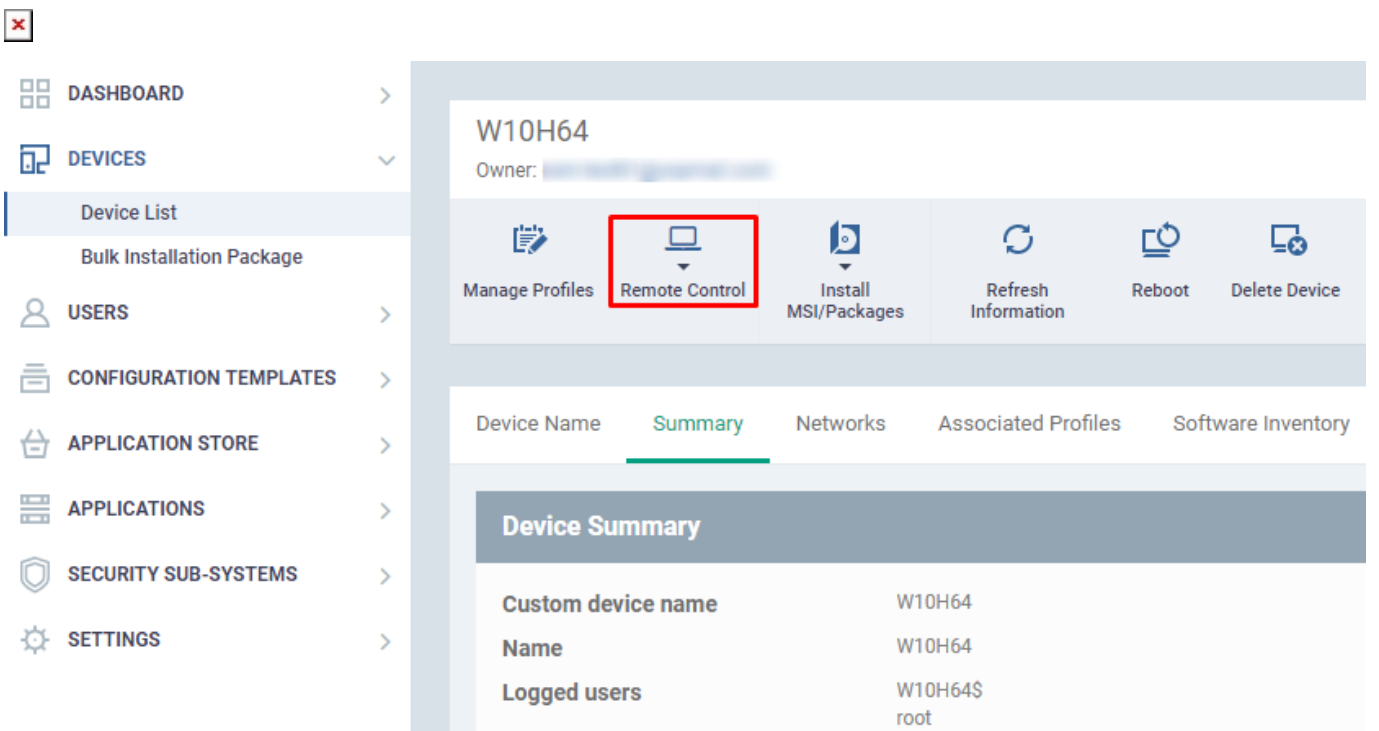 DASHBOARD
DEVICES
Device List
Bulk Installation Package
USERS
CONFIGURATION TEMPLATES
APPLICATION STORE
APPLICATIONS
SECURITY SUB-SYSTEMS
SETTINGS
W10H64
Owner:
Manage Profiles
Remote Control
Install
MSI/Packages
Refresh
Information
Reboot
Delete Device
Device Name Summary Networks Associated Profiles Software Inventory
Device Summary
Custom device name W10H64
Name W10H64
Logged users W10H64$
root